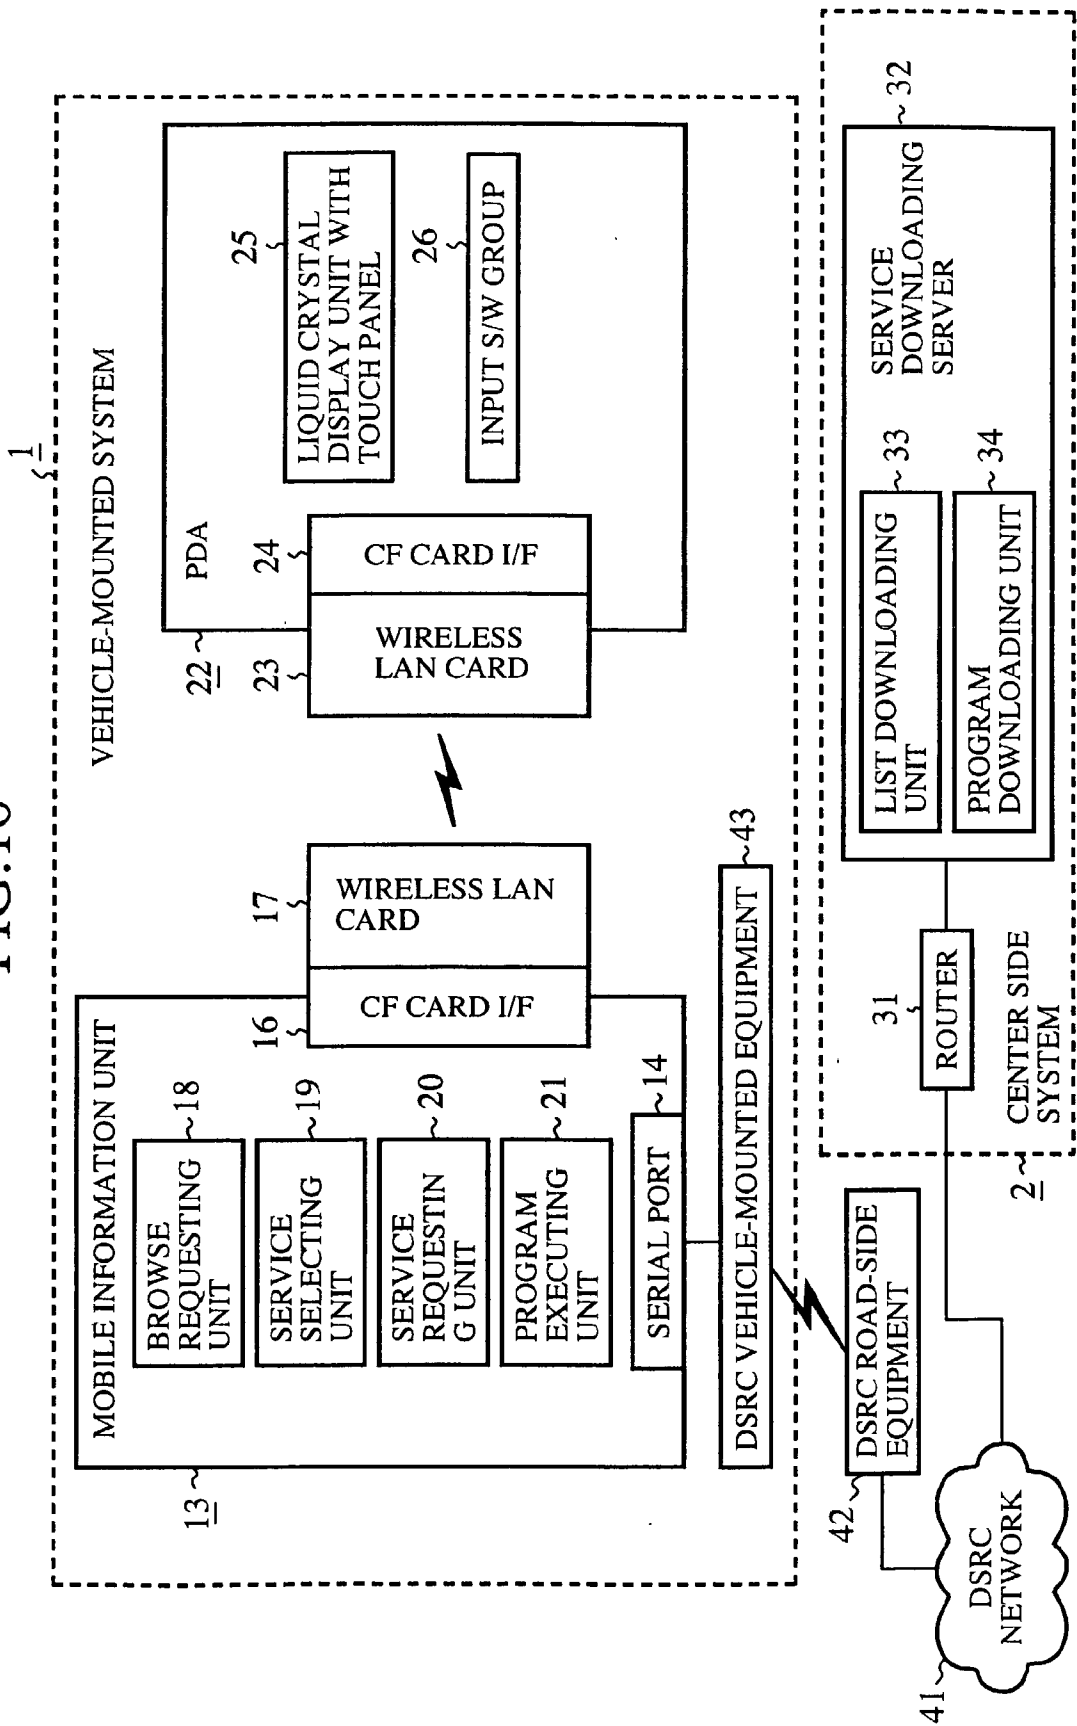 FIG.10
1
VEHICLE-MOUNTED SYSTEM
MOBILE INFORMATION UNIT
13
BROWSE
REQUESTING
UNIT
18
SERVICE
SELECTING
UNIT
19
SERVICE
REQUESTIN
G UNIT
20
PROGRAM
EXECUTING
UNIT
21
SERIAL PORT
14
CF CARD I/F
16
WIRELESS LAN
CARD
17
PDA
22
WIRELESS
LAN CARD
23
CF CARD I/F
24
LIQUID CRYSTAL
DISPLAY UNIT WITH
TOUCH PANEL
25
INPUT S/W GROUP
26
DSRC VEHICLE-MOUNTED EQUIPMENT
43
DSRC ROAD-SIDE
EQUIPMENT
42
DSRC
NETWORK
41
2
CENTER SIDE
SYSTEM
ROUTER
31
SERVICE
DOWNLOADING
SERVER
32
LIST DOWNLOADING
UNIT
33
PROGRAM
DOWNLOADING UNIT
34